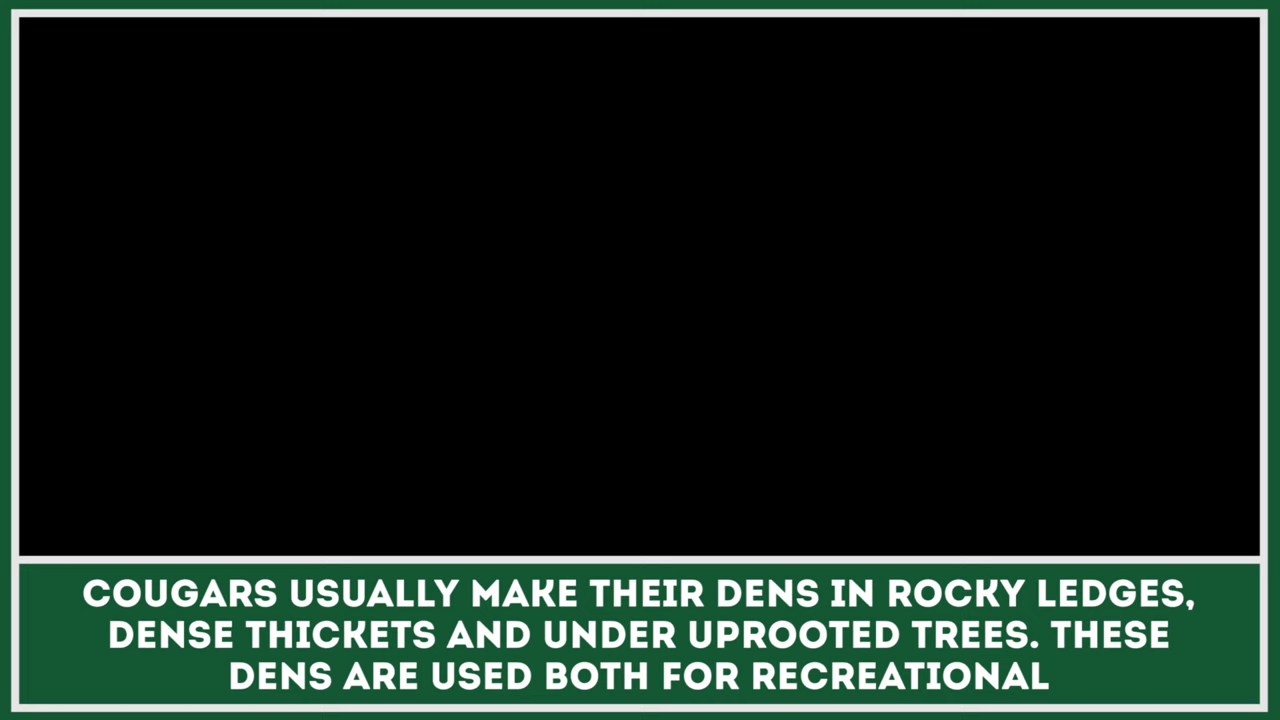 COUGARS USUALLY MAKE THEIR DENS IN ROCKY LEDGES,
DENSE THICKETS AND UNDER UPROOTED TREES. THESE
DENS ARE USED BOTH FOR RECREATIONAL